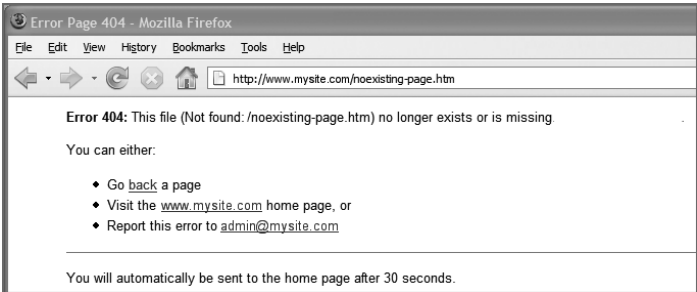 Error Page 404 - Mozilla Firefox
File Edit View History Bookmarks Tools Help
http://www.mysite.com/noexisting-page.htm
Error 404: This file (Not found: /noexisting-page.htm) no longer exists or is missing .
You can either:
Go back a page
Visit the www.mysite.com home page, or
Report this error to admin@mysite.com
You will automatically be sent to the home page after 30 seconds.